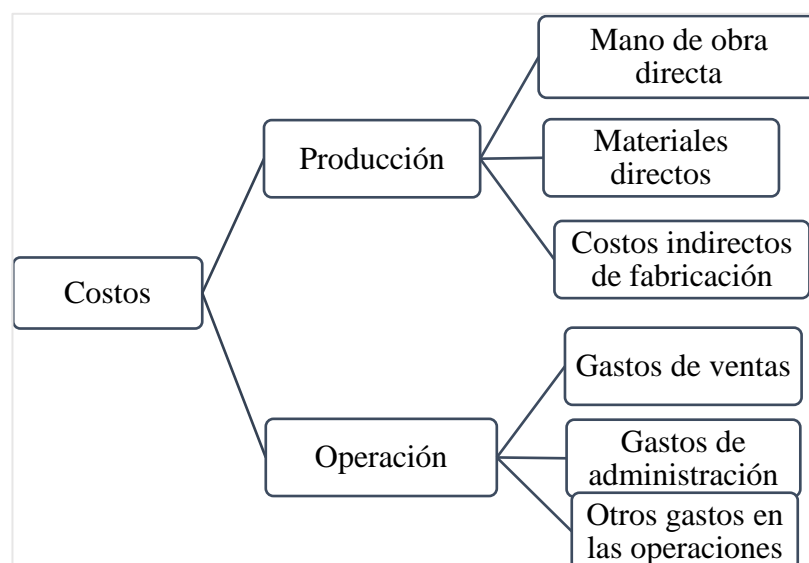 Costos
Producción
Mano de obra
directa
Materiales
directos
Costos indirectos
de fabricación
Operación
Gastos de ventas
Gastos de
administración
Otros gastos en
las operaciones